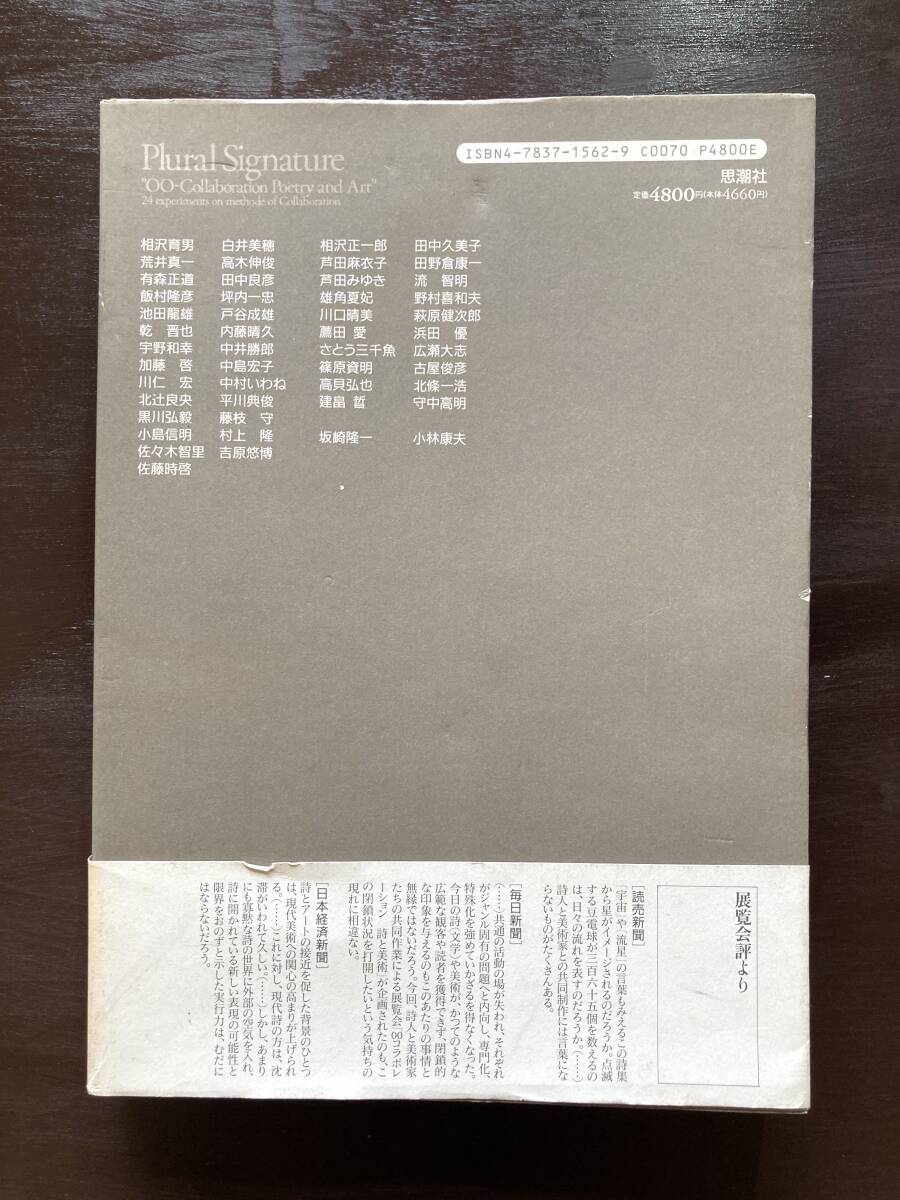 Plural Signature
"OO-Collaboration Poetry and Art"
24 experiments on methode of Collaboration
ISBN4-7837-1562-9 C0070 P4800E
思潮社
定価4800円(本体4660円)
相沢育男
荒井真一
有森正道
飯村隆彦
池田龍雄
乾 晋也
宇野和幸
加藤 啓
川仁 宏
北辻良央
黒川弘毅
小島信明
佐々木智里
佐藤時啓
白井美穂
高木伸俊
田中良彦
坪内一忠
戸谷成雄
内藤晴久
中井勝郎
中島宏子
中村いわね
平川典俊
藤枝 守
村上 隆
吉原悠博
相沢正一郎
芦田麻衣子
芦田みゆき
雄角夏妃
川口晴美
薦田 愛
さとう三千魚
篠原資明
高貝弘也
建畠 晢
坂崎隆一
田中久美子
田野倉康一
流 智明
野村喜和夫
萩原健次郎
浜田 優
広瀬大志
古屋俊彦
北條一浩
守中高明
小林康夫
展覧会評より
[読売新聞]
「宇宙」や「流星」の言葉もみえるこの詩集
から星がイメージされるのだろうか。点滅
する豆電球が三百六十五個を数えるの
は、日々の流れを表すのだろうか。(……)
詩人と美術家との共同制作には言葉にな
らないものがたくさんある。
[毎日新聞]
(……)共通の活動の場が失われ、それぞれ
がジャンル固有の問題へと内向し、専門化、
特殊化を強めていかざるを得なくなった。
今日の詩(文学)や美術が、かつてのような
広範な観客や読者を獲得できず、閉鎖的
な印象を与えるのもこのあたりの事情と
無縁ではないだろう。今回、詩人と美術家
たちの共同作業による展覧会「00コラボレ
ーション 詩と美術」が企画されたのも、こ
の閉鎖状況を打開したいという気持ちの
現れに相違ない。
[日本経済新聞]
詩とアートの接近を促した背景のひとつ
は、現代美術への関心の高まりが上げられ
る。(……)これに対し、現代詩の方は、沈
滞がいわれて久しい。(……)しかし、あまり
にも寡黙な詩の世界に外部の空気を入れ、
詩に開かれている新しい表現の可能性と
限界をおのずと示した実行力は、むだに
はならないだろう。